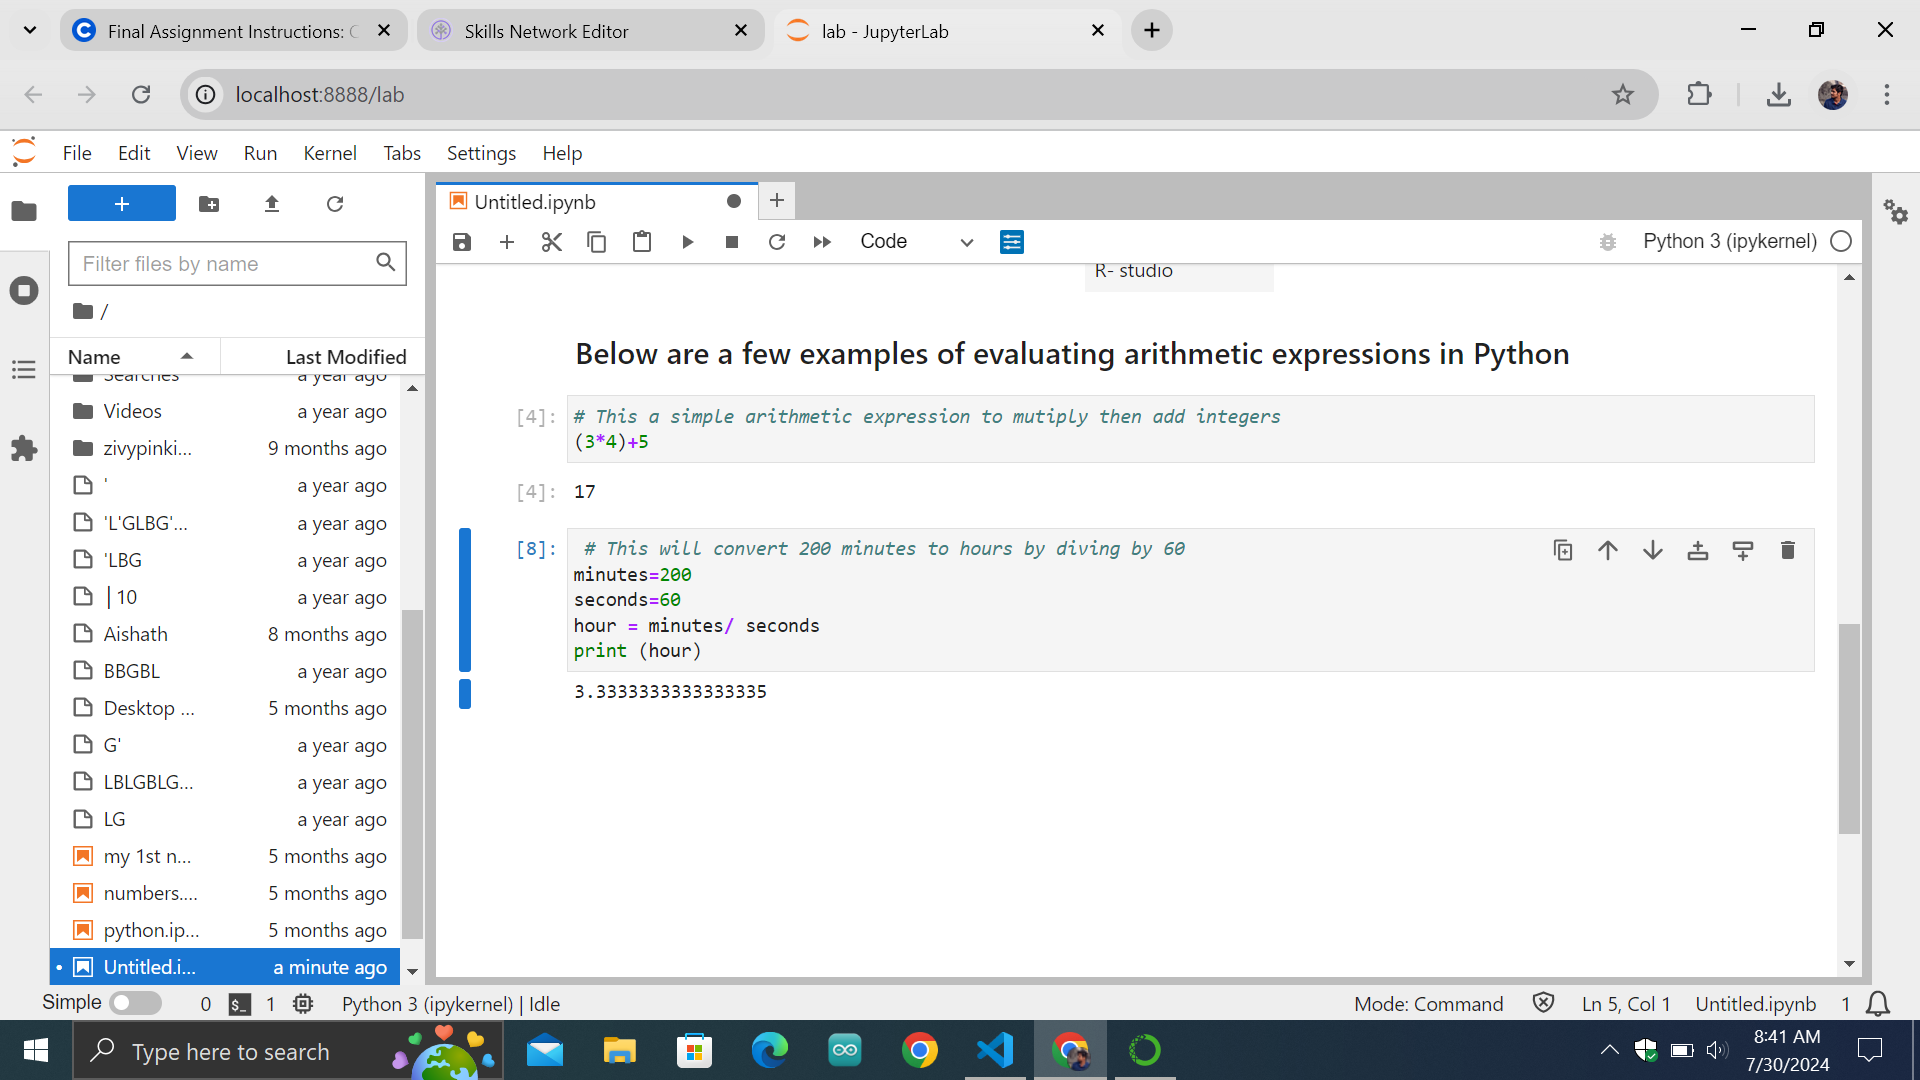 Final Assignment Instructions: C
Skills Network Editor
lab - JupyterLab
localhost:8888/lab
File Edit View Run Kernel Tabs Settings Help
Untitled.ipynb
Filter files by name
Code
Python 3 (ipykernel)
/
Name Last Modified
Searches a year ago
Videos a year ago
zivypinki... 9 months ago
' a year ago
'L'GLBG'... a year ago
'LBG a year ago
|10 a year ago
Aishath 8 months ago
BBGBL a year ago
Desktop ... 5 months ago
G' a year ago
LBLGBLG... a year ago
LG a year ago
my 1st n... 5 months ago
numbers.... 5 months ago
python.ip... 5 months ago
Untitled.i... a minute ago
R- studio
Below are a few examples of evaluating arithmetic expressions in Python
[4]: # This a simple arithmetic expression to mutiply then add integers
(3*4)+5
[4]: 17
[8]: # This will convert 200 minutes to hours by diving by 60
minutes=200
seconds=60
hour = minutes/ seconds
print (hour)
3.3333333333333335
Simple 0 $_ 1 Python 3 (ipykernel) | Idle Mode: Command Ln 5, Col 1 Untitled.ipynb 1
Type here to search
8:41 AM
7/30/2024